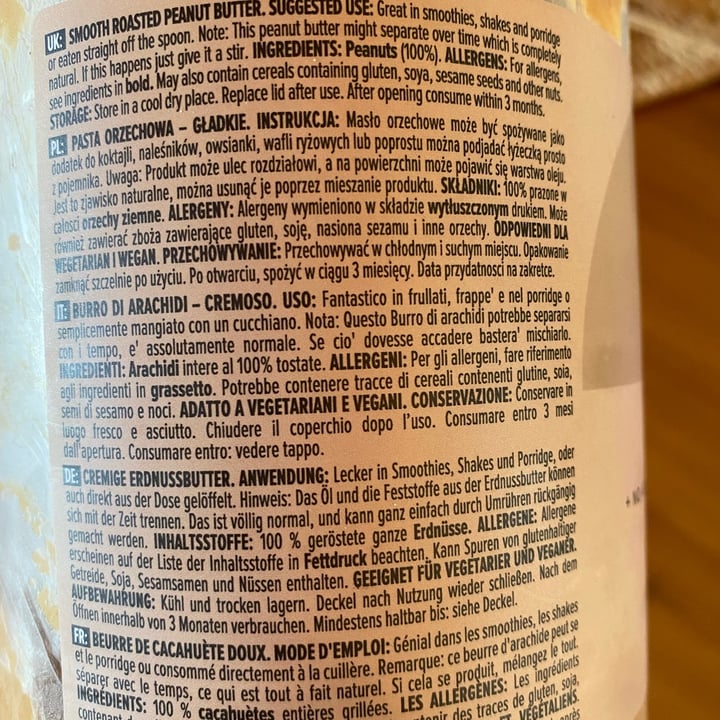 UK: SMOOTH ROASTED PEANUT BUTTER. SUGGESTED USE: Great in smoothies, shakes and porridge
or eaten straight off the spoon. Note: This peanut butter might separate over time which is completely
natural. If this happens just give it a stir. INGREDIENTS: Peanuts (100%). ALLERGENS: For allergens,
see ingredients in bold. May also contain cereals containing gluten, soya, sesame seeds and other nuts.
STORAGE: Store in a cool dry place. Replace lid after use. After opening consume within 3 months.
PL: PASTA ORZECHOWA – GŁADKIE. INSTRUKCJA: Masło orzechowe może być spożywane jako
dodatek do koktajli, naleśników, owsianki, wafli ryżowych lub poprostu można podjadać łyżeczką prosto
z pojemnika. Uwaga: Produkt może ulec rozdziałowi, a na powierzchni może pojawić się warstwa oleju.
Jest to zjawisko naturalne, można usunąć je poprzez mieszanie produktu. SKŁADNIKI: 100% prażone w
całości orzechy ziemne. ALERGENY: Alergeny wymieniono w składzie wytłuszczonym drukiem. Może
również zawierać zboża zawierające gluten, soję, nasiona sezamu i inne orzechy. ODPOWIEDNI DLA
WEGETARIAN I WEGAN. PRZECHOWYWANIE: Przechowywać w chłodnym i suchym miejscu. Opakowanie
zamknąć szczelnie po użyciu. Po otwarciu, spożyć w ciągu 3 miesięcy. Data przydatności na zakretce.
IT: BURRO DI ARACHIDI – CREMOSO. USO: Fantastico in frullati, frappe' e nel porridge o
semplicemente mangiato con un cucchiano. Nota: Questo Burro di arachidi potrebbe separarsi
con i tempo, e' assolutamente normale. Se cio' dovesse accadere bastera' mischiarlo.
INGREDIENTI: Arachidi intere al 100% tostate. ALLERGENI: Per gli allergeni, fare riferimento
agli ingredienti in grassetto. Potrebbe contenere tracce di cereali contenenti glutine, soia,
semi di sesamo e noci. ADATTO A VEGETARIANI E VEGANI. CONSERVAZIONE: Conservare in
luogo fresco e asciutto. Chiudere il coperchio dopo l'uso. Consumare entro 3 mesi
dall'apertura. Consumare entro: vedere tappo.
DE: CREMIGE ERDNUSSBUTTER. ANWENDUNG: Lecker in Smoothies, Shakes und Porridge, oder
auch direkt aus der Dose gelöffelt. Hinweis: Das Öl und die Feststoffe aus der Erdnussbutter können
sich mit der Zeit trennen. Das ist völlig normal, und kann ganz einfach durch Umrühren rückgängig
gemacht werden. INHALTSSTOFFE: 100 % geröstete ganze Erdnüsse. ALLERGENE: Allergene
erscheinen auf der Liste der Inhaltsstoffe in Fettdruck beachten. Kann Spuren von glutenhaltiger
Getreide, Soja, Sesamsamen und Nüssen enthalten. GEEIGNET FÜR VEGETARIER UND VEGANER.
AUFBEWAHRUNG: Kühl und trocken lagern. Deckel nach Nutzung wieder schließen. Nach dem
Öffnen innerhalb von 3 Monaten verbrauchen. Mindestens haltbar bis: siehe Deckel.
FR: BEURRE DE CACAHUÈTE DOUX. MODE D'EMPLOI: Génial dans les smoothies, les shakes
et le porridge ou consommé directement à la cuillère. Remarque: ce beurre d'arachide peut se
séparer avec le temps, ce qui est tout à fait naturel. Si cela se produit, mélangez le tout.
INGRÉDIENTS: 100 % cacahuètes entières grillées. LES ALLERGÈNES: Les ingrédients
des traces de gluten, soja,
VÉGÉTALIENS.